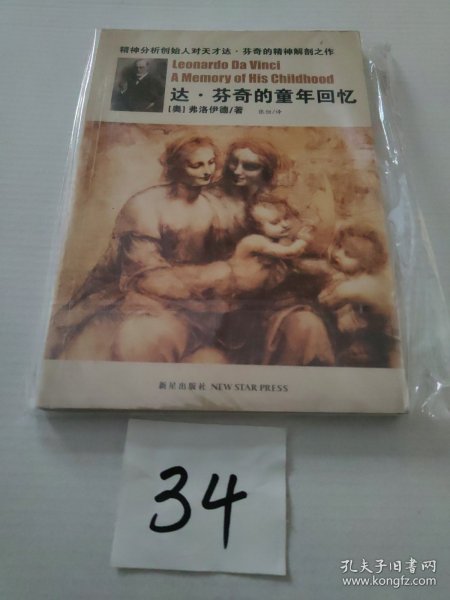 精神分析创始人对天才达·芬奇的精神解剖之作
Leonardo Da Vinci
A Memory of His Childhood
达·芬奇的童年回忆
[奥] 弗洛伊德/著
新星出版社 NEW STAR PRESS
34
孔夫子旧书网
www.kongfz.com